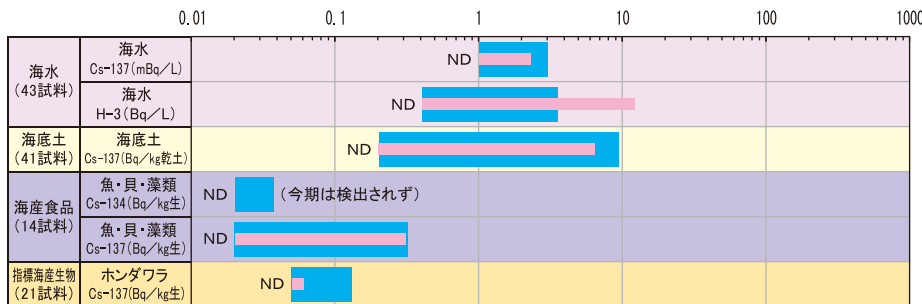 0.01 0.1 1 10 100 1000
海水
(43試料)
海水
Cs-137(mBq/L)
ND
海水
H-3(Bq/L)
ND
海底土
(41試料)
海底土
Cs-137(Bq/kg乾土)
ND
海産食品
(14試料)
魚・貝・藻類
Cs-134(Bq/kg生)
ND (今期は検出されず)
魚・貝・藻類
Cs-137(Bq/kg生)
ND
指標海産生物
(21試料)
ホンダワラ
Cs-137(Bq/kg生)
ND